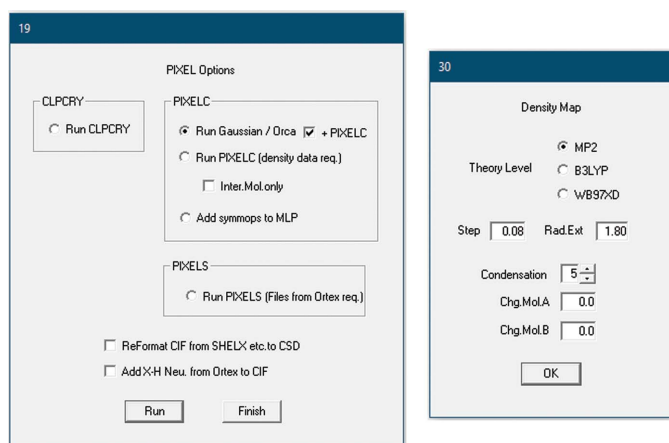 19
PIXEL Options
CLPCRY
Run CLPCRY
PIXELC
Run Gaussian / Orca + PIXELC
Run PIXELC (density data req.)
Inter.Mol.only
Add symmops to MLP
PIXELS
Run PIXELS (Files from Ortex req.)
ReFormat CIF from SHELX etc.to CSD
Add X-H Neu. from Ortex to CIF
Run Finish
30
Density Map
Theory Level
MP2
B3LYP
WB97XD
Step 0.08 Rad.Ext 1.80
Condensation 5
Chg.Mol.A 0.0
Chg.Mol.B 0.0
OK